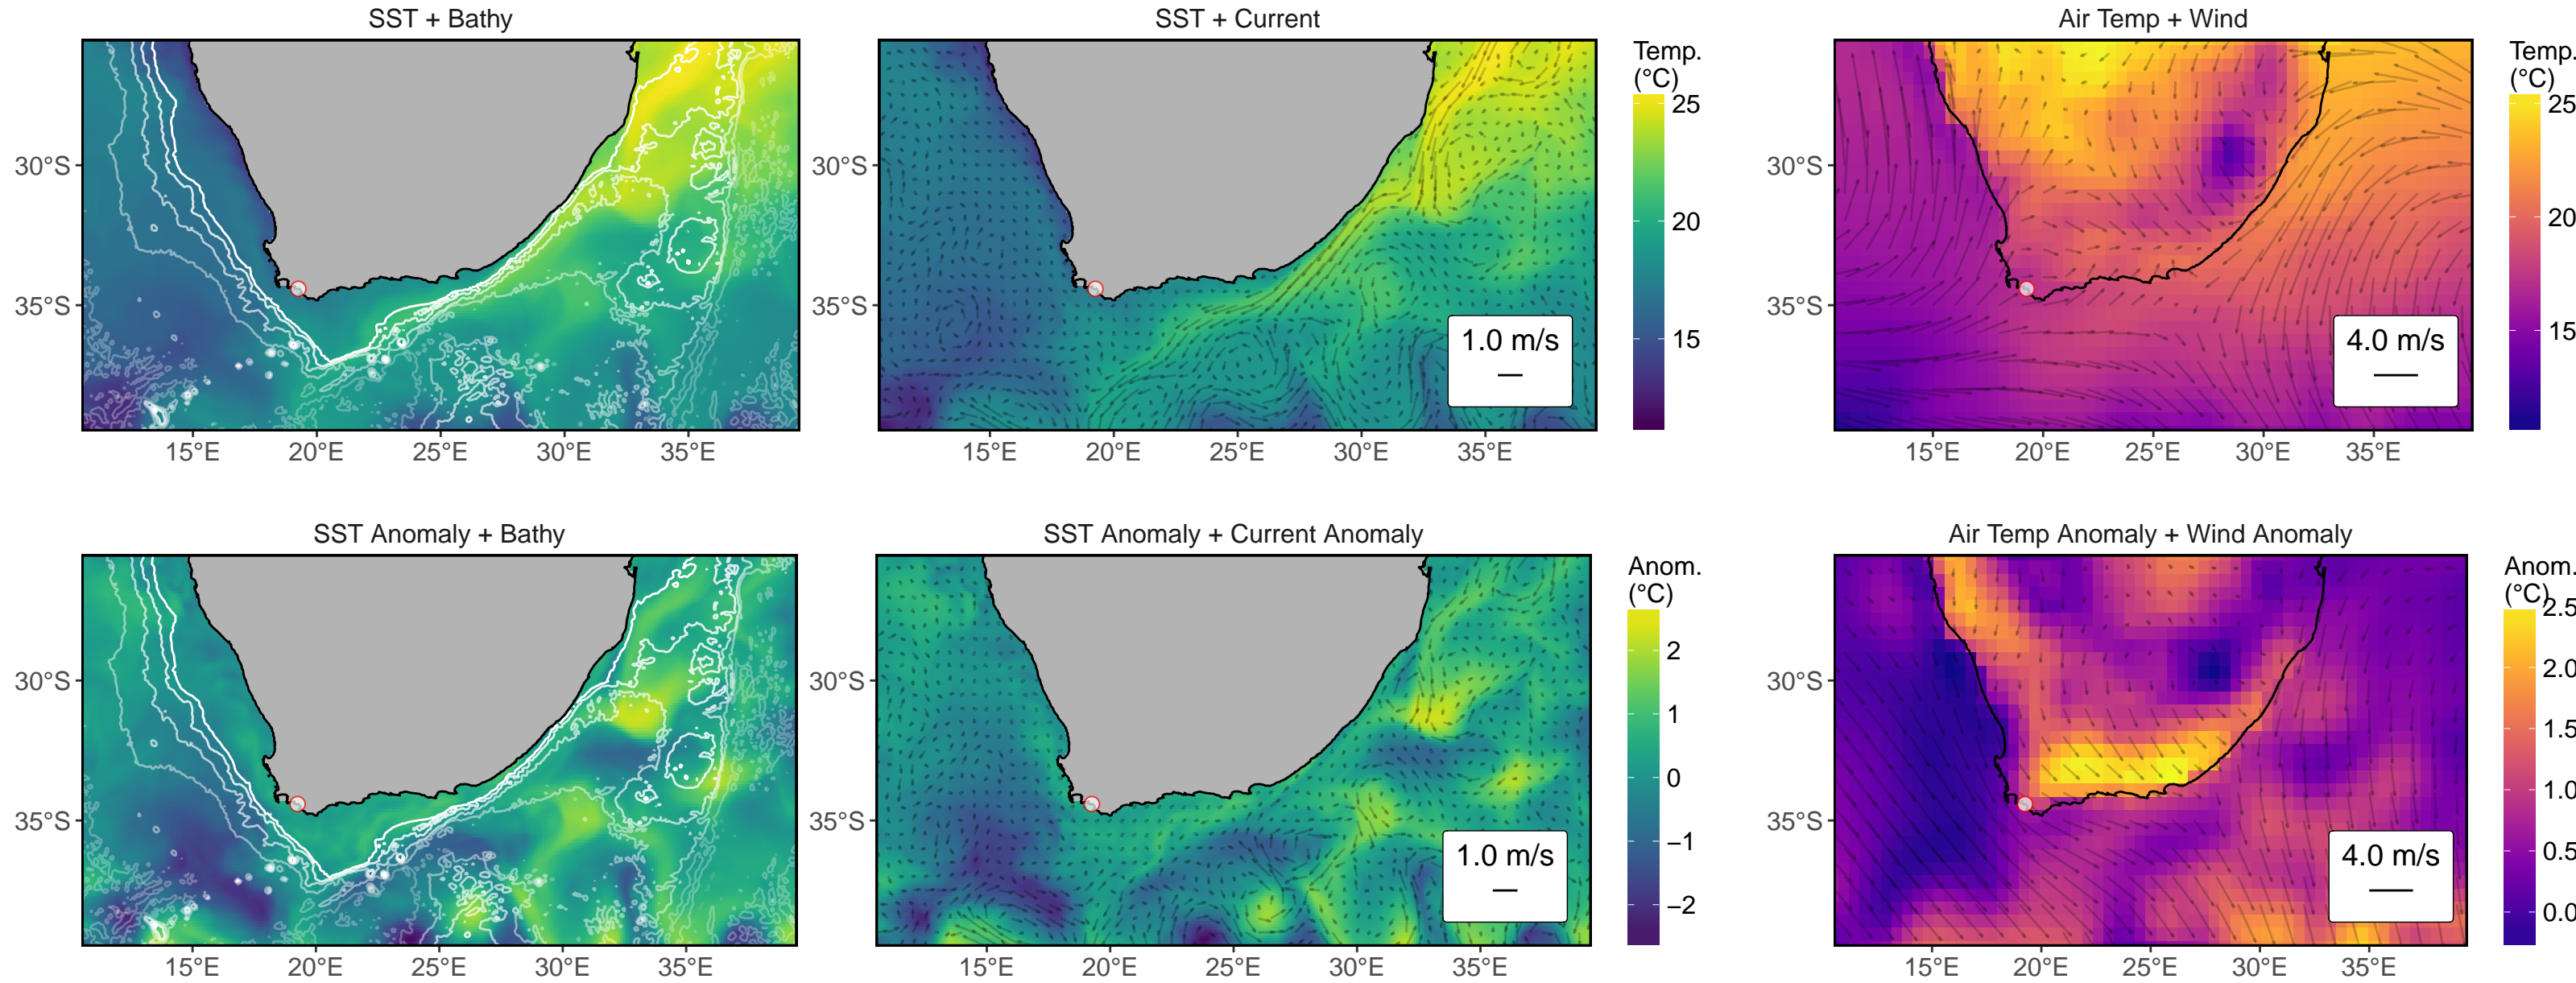 SST + Bathy
SST + Current
Air Temp + Wind
30°S
35°S
15°E 20°E 25°E 30°E 35°E
30°S
35°S
15°E 20°E 25°E 30°E 35°E
1.0 m/s
Temp.
(°C)
25
20
15
30°S
35°S
15°E 20°E 25°E 30°E 35°E
4.0 m/s
Temp.
(°C)
25
20
15
SST Anomaly + Bathy
SST Anomaly + Current Anomaly
Air Temp Anomaly + Wind Anomaly
30°S
35°S
15°E 20°E 25°E 30°E 35°E
30°S
35°S
15°E 20°E 25°E 30°E 35°E
1.0 m/s
Anom.
(°C)
2
1
0
−1
−2
30°S
35°S
15°E 20°E 25°E 30°E 35°E
4.0 m/s
Anom.
(°C)
2.5
2.0
1.5
1.0
0.5
0.0